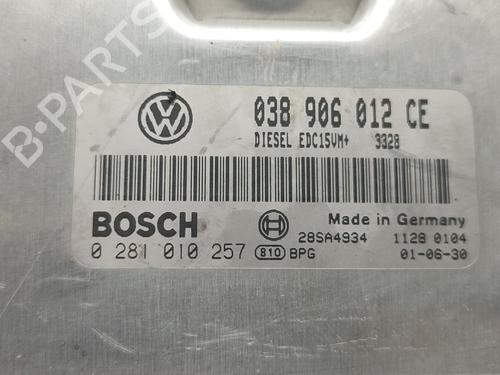 038 906 012 CE
DIESEL EDC15VM+ 3328
BOSCH
Made in Germany
28SA4934 1128 0104
0 281 010 257 810 BPG 01-06-30